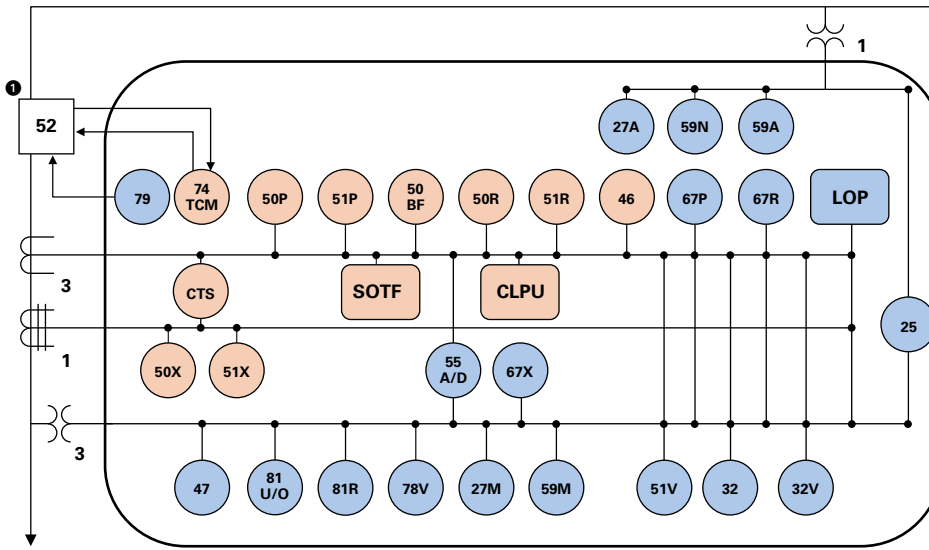 1
1
52
27A
59N
59A
79
74
TCM
50P
51P
50
BF
50R
51R
46
67P
67R
LOP
3
CTS
SOTF
CLPU
25
1
50X
51X
55
A/D
67X
3
47
81
U/O
81R
78V
27M
59M
51V
32
32V